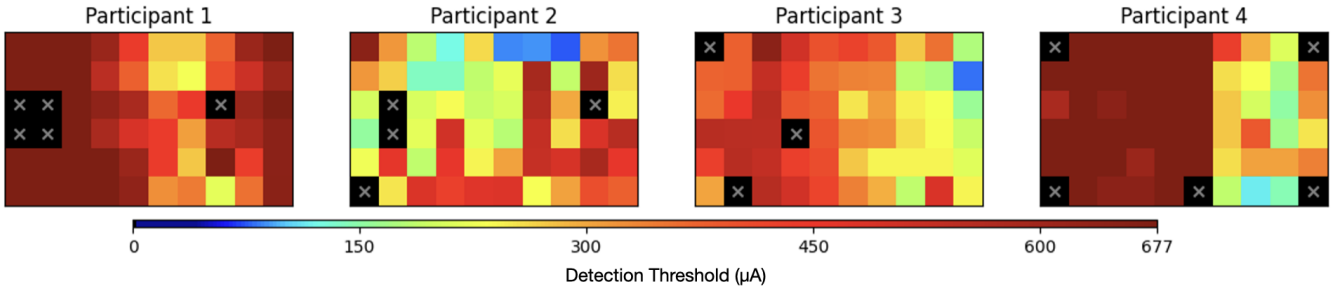 Participant 1 Participant 2 Participant 3 Participant 4
0 150 300 450 600 677
Detection Threshold (µA)